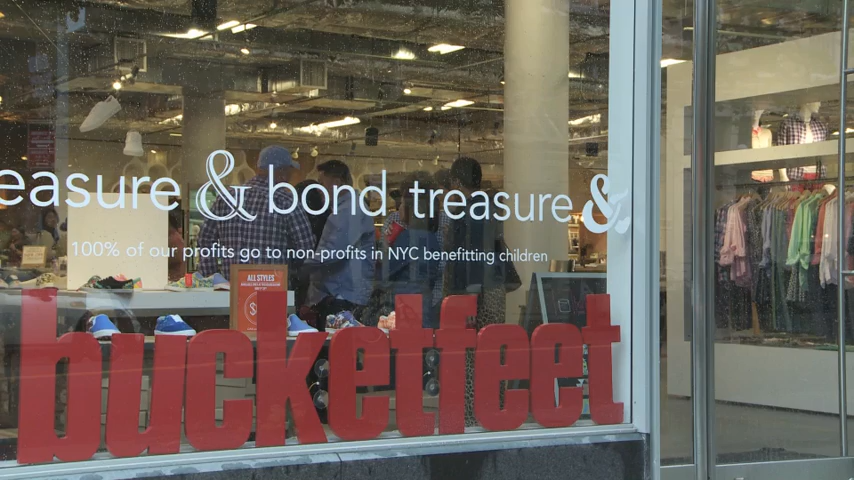 easure & bond treasure &
100% of our profits go to non-profits in NYC benefitting children
ALL STYLES
$
bucketfeet